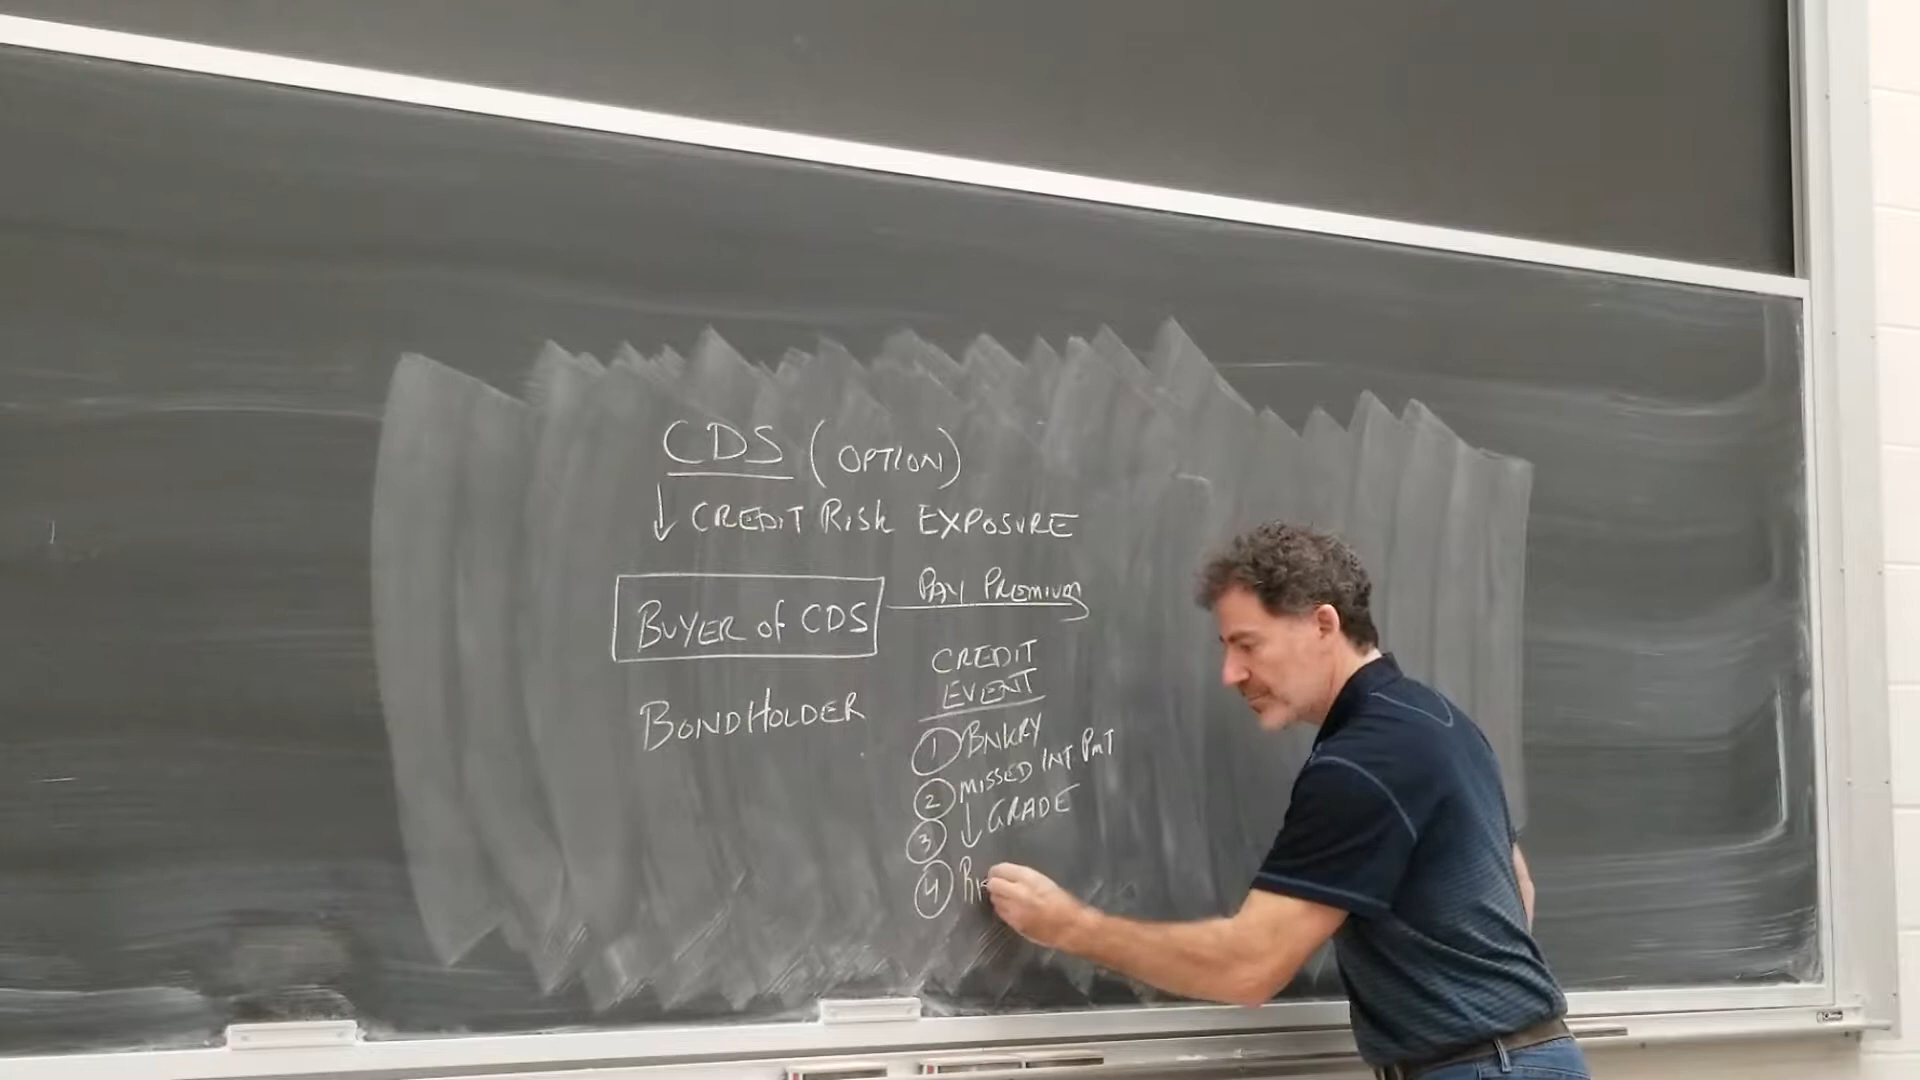 CDS (OPTION)
↓ CREDIT RISK EXPOSURE
BUYER of CDS
PAY PREMIUM
BONDHOLDER
CREDIT
EVENT
① BNKRY
② MISSED INT. PMT
③ ↓ GRADE
④